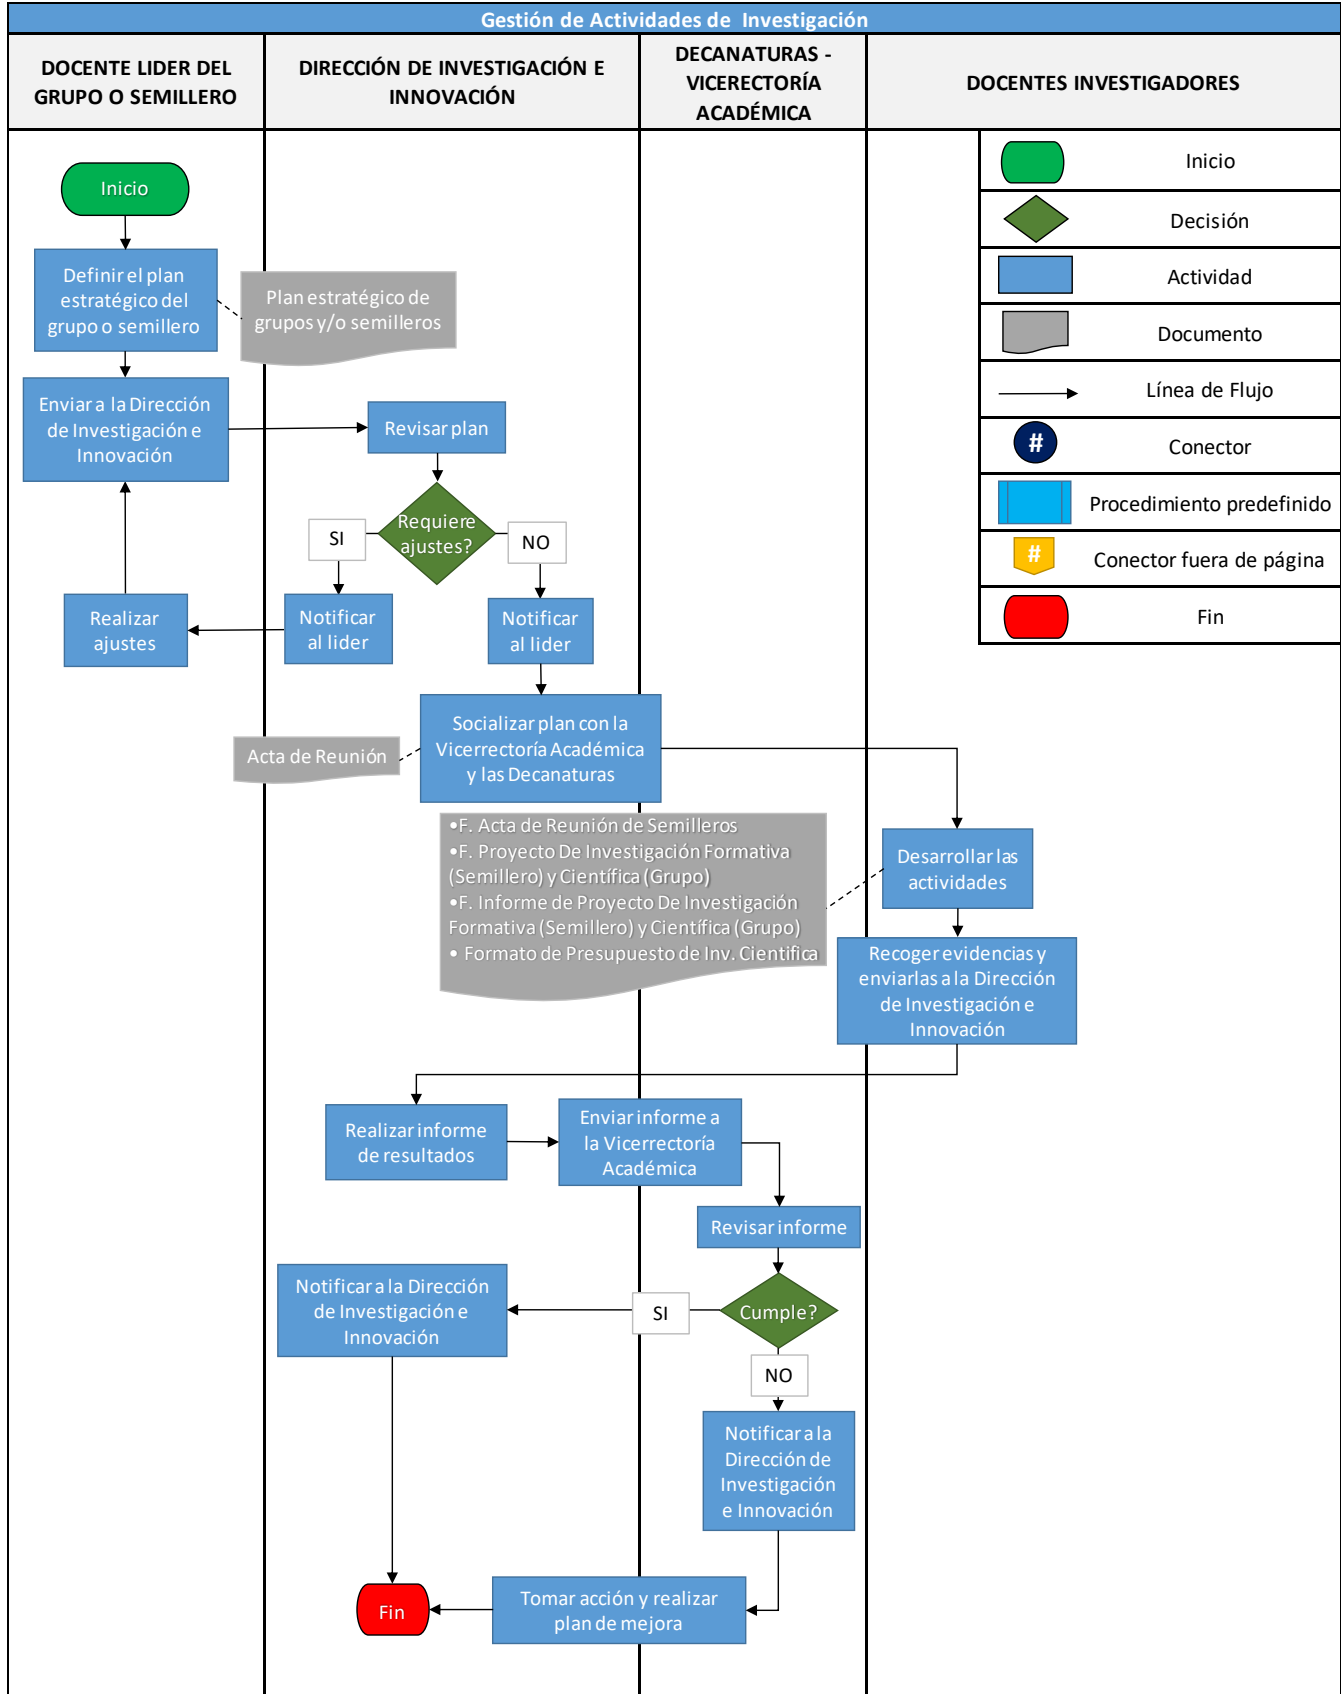 Gestión de Actividades de Investigación
DOCENTE LIDER DEL
GRUPO O SEMILLERO
DIRECCIÓN DE INVESTIGACIÓN E
INNOVACIÓN
DECANATURAS -
VICERECTORÍA
ACADÉMICA
DOCENTES INVESTIGADORES
Inicio
Decisión
Actividad
Documento
Línea de Flujo
#
Conector
Procedimiento predefinido
#
Conector fuera de página
Fin
Inicio
Definir el plan
estratégico del
grupo o semillero
Plan estratégico de
grupos y/o semilleros
Enviar a la Dirección
de Investigación e
Innovación
Revisar plan
Requiere
ajustes?
SI
NO
Realizar
ajustes
Notificar
al lider
Notificar
al lider
Socializar plan con la
Vicerrectoría Académica
y las Decanaturas
Acta de Reunión
•F. Acta de Reunión de Semilleros
•F. Proyecto De Investigación Formativa
(Semillero) y Científica (Grupo)
•F. Informe de Proyecto De Investigación
Formativa (Semillero) y Científica (Grupo)
• Formato de Presupuesto de Inv. Cientifica
Desarrollar las
actividades
Recoger evidencias y
enviarlas a la Dirección
de Investigación e
Innovación
Realizar informe
de resultados
Enviar informe a
la Vicerrectoría
Académica
Revisar informe
Cumple?
SI
NO
Notificar a la Dirección
de Investigación e
Innovación
Notificar a la
Dirección de
Investigación
e Innovación
Tomar acción y realizar
plan de mejora
Fin